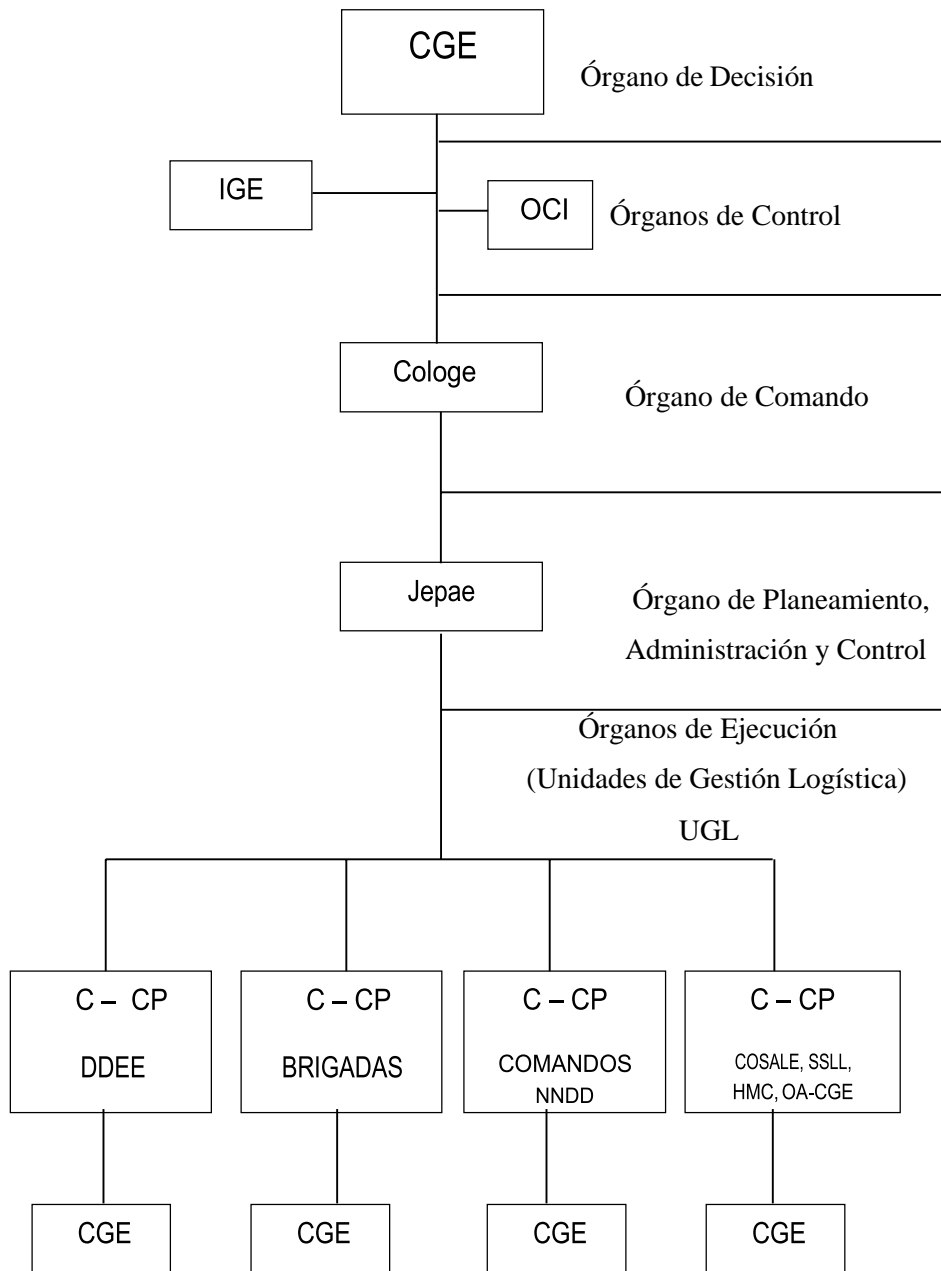 CGE
Órgano de Decisión
IGE
OCI
Órganos de Control
Cologe
Órgano de Comando
Jepae
Órgano de Planeamiento,
Administración y Control
Órganos de Ejecución
(Unidades de Gestión Logística)
UGL
C – CP
DDEE
C – CP
BRIGADAS
C – CP
COMANDOS
NNDD
C – CP
COSALE, SSLL,
HMC, OA-CGE
CGE
CGE
CGE
CGE